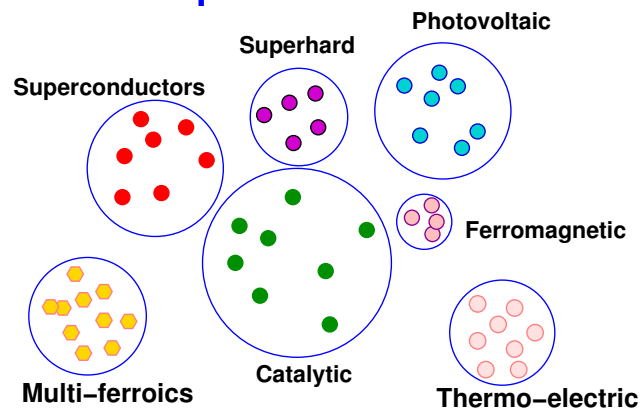 Photovoltaic
Superhard
Superconductors
Ferromagnetic
Catalytic
Multi−ferroics
Thermo−electric